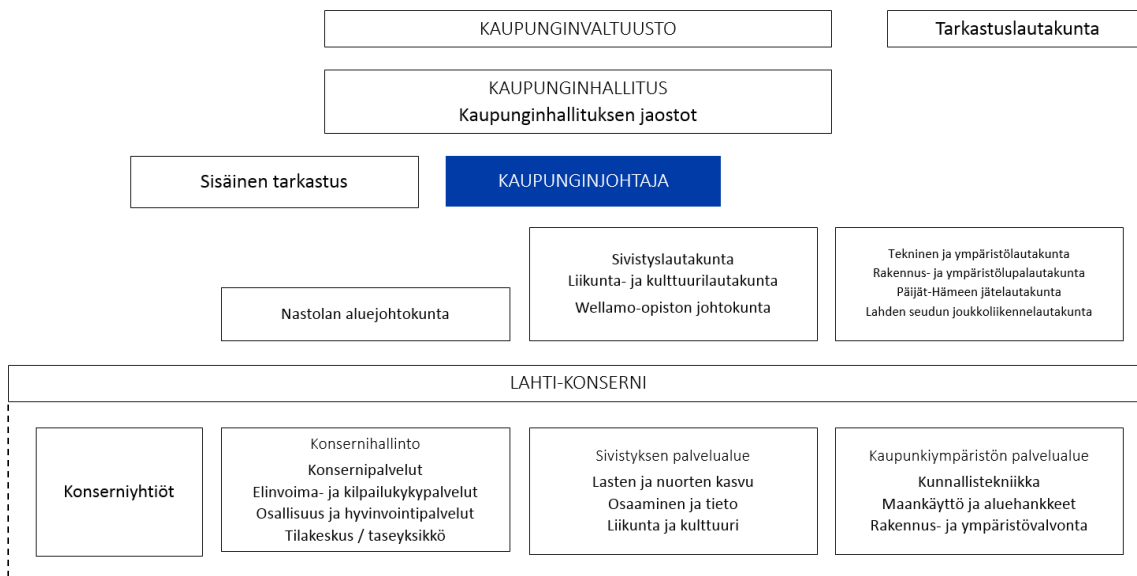 KAUPUNGINVALTUUSTO
Tarkastuslautakunta
KAUPUNGINHALLITUS
Kaupunginhallituksen jaostot
Sisäinen tarkastus
KAUPUNGINJOHTAJA
Nastolan aluejohtokunta
Sivistyslautakunta
Liikunta- ja kulttuurilautakunta
Wellamo-opiston johtokunta
Tekninen ja ympäristölautakunta
Rakennus- ja ympäristölupalautakunta
Päijät-Hämeen jätelautakunta
Lahden seudun joukkoliikennelautakunta
LAHTI-KONSERNI
Konserniyhtiöt
Konsernihallinto
Konsernipalvelut
Elinvoima- ja kilpailukykypalvelut
Osallisuus ja hyvinvointipalvelut
Tilakeskus / taseyksikkö
Sivistyksen palvelualue
Lasten ja nuorten kasvu
Osaaminen ja tieto
Liikunta ja kulttuuri
Kaupunkiympäristön palvelualue
Kunnallistekniikka
Maankäyttö ja aluehankkeet
Rakennus- ja ympäristövalvonta